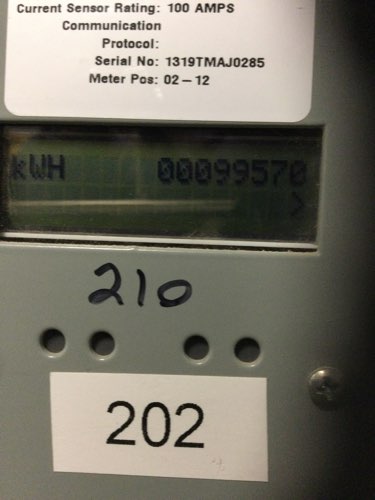 Current Sensor Rating: 100 AMPS
Communication
Protocol:
Serial No: 1319TMAJ0285
Meter Pos: 02 – 12
kWH 00099570
>
210
202